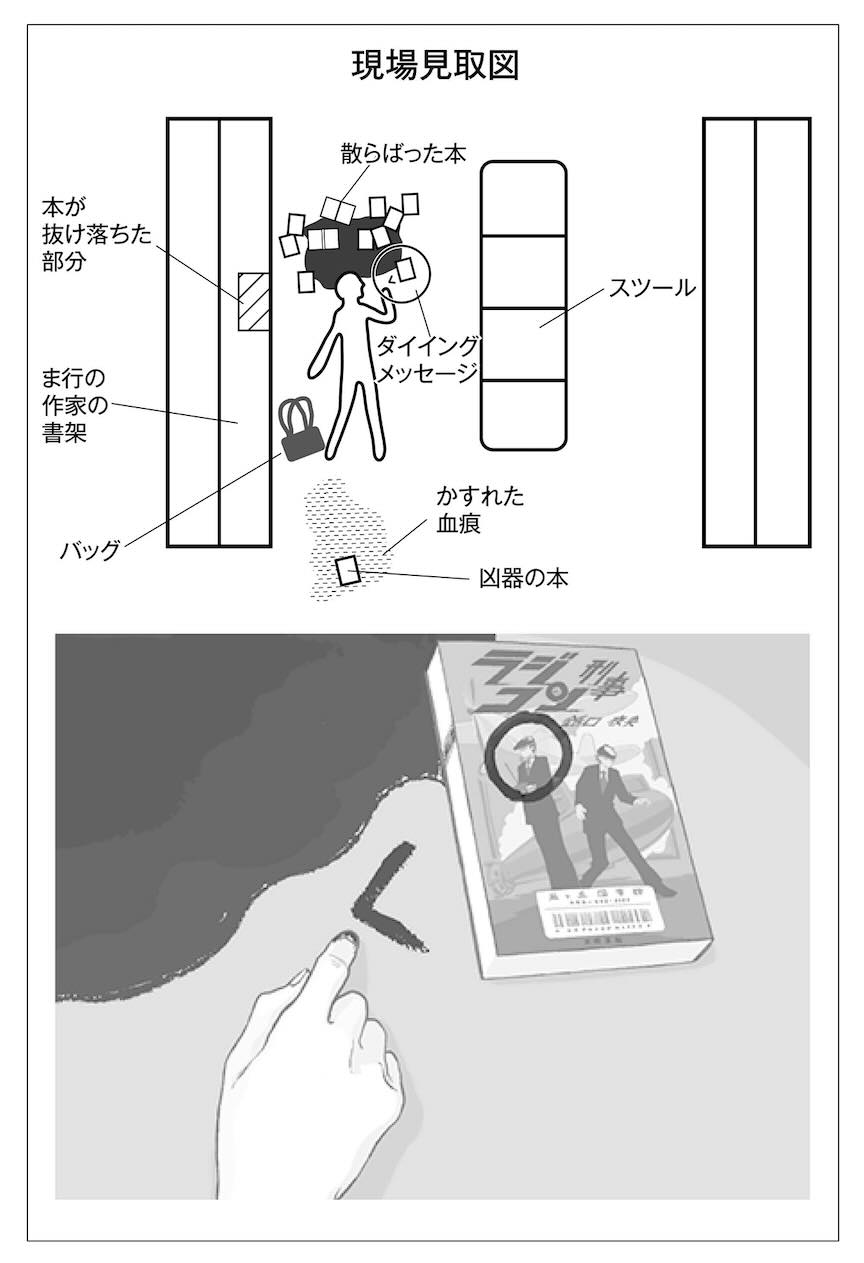 現場見取図
散らばった本
本が
抜け落ちた
部分
スツール
ダイイング
メッセージ
ま行の
作家の
書架
かすれた
血痕
バッグ
凶器の本
ラジ
コン
刑事
く